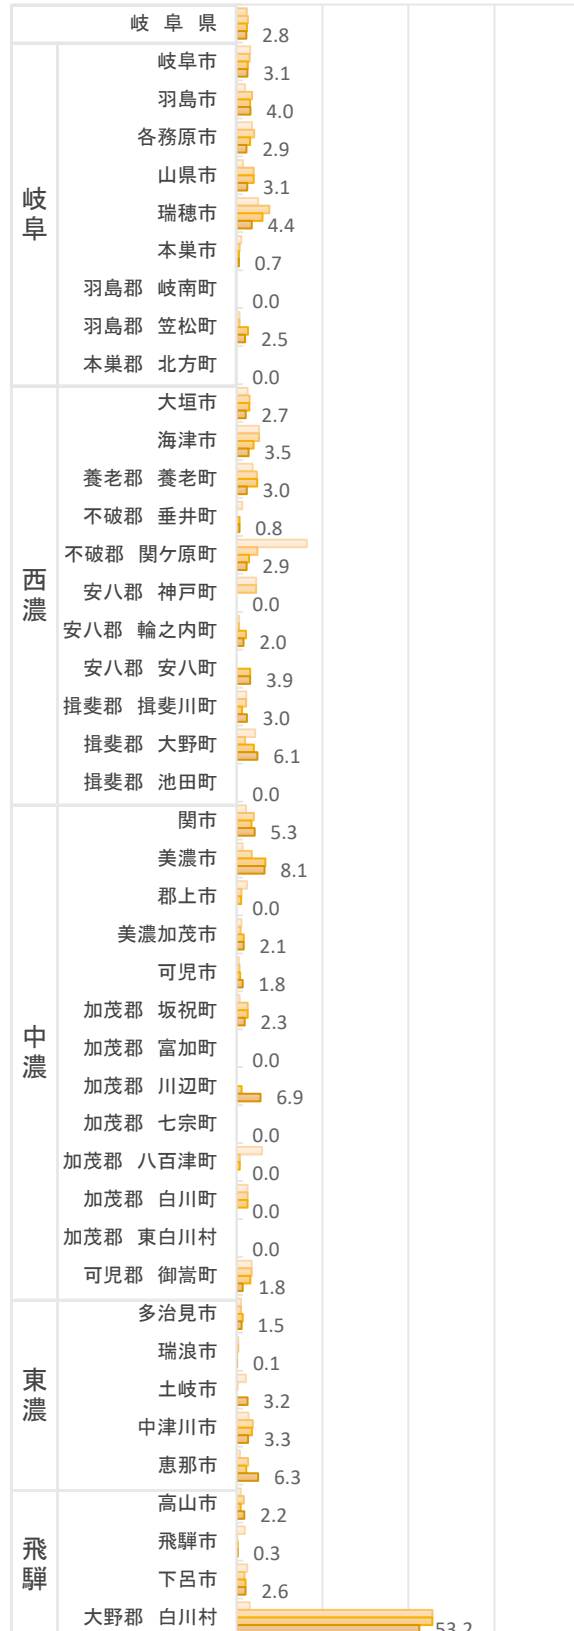 岐 阜 県 2.8
岐阜
岐阜市 3.1
羽島市 4.0
各務原市 2.9
山県市 3.1
瑞穂市 4.4
本巣市 0.7
羽島郡 岐南町 0.0
羽島郡 笠松町 2.5
本巣郡 北方町 0.0
西濃
大垣市 2.7
海津市 3.5
養老郡 養老町 3.0
不破郡 垂井町 0.8
不破郡 関ケ原町 2.9
安八郡 神戸町 0.0
安八郡 輪之内町 2.0
安八郡 安八町 3.9
揖斐郡 揖斐川町 3.0
揖斐郡 大野町 6.1
揖斐郡 池田町 0.0
中濃
関市 5.3
美濃市 8.1
郡上市 0.0
美濃加茂市 2.1
可児市 1.8
加茂郡 坂祝町 2.3
加茂郡 富加町 0.0
加茂郡 川辺町 6.9
加茂郡 七宗町 0.0
加茂郡 八百津町 0.0
加茂郡 白川町 0.0
加茂郡 東白川村 0.0
可児郡 御嵩町 1.8
東濃
多治見市 1.5
瑞浪市 0.1
土岐市 3.2
中津川市 3.3
恵那市 6.3
飛騨
高山市 2.2
飛騨市 0.3
下呂市 2.6
大野郡 白川村 53.2